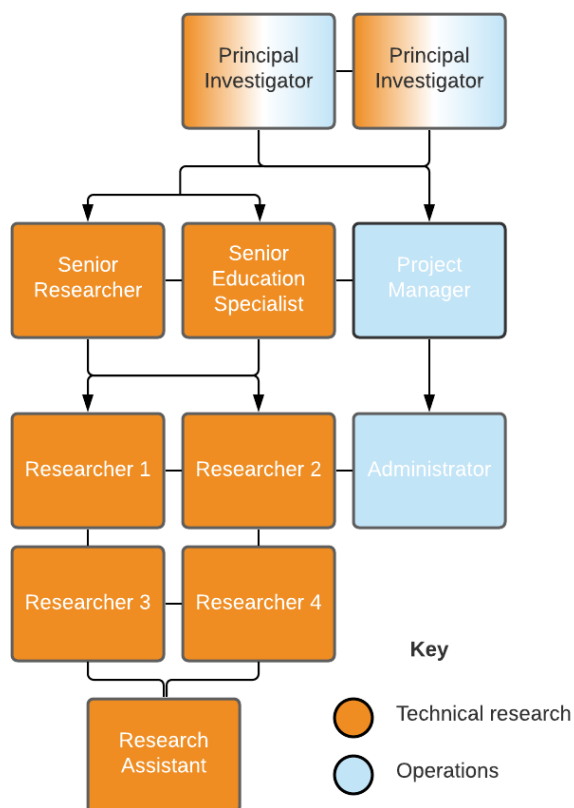 Principal
Investigator
Principal
Investigator
Senior
Researcher
Senior
Education
Specialist
Project
Manager
Researcher 1
Researcher 2
Administrator
Researcher 3
Researcher 4
Research
Assistant
Key
Technical research
Operations